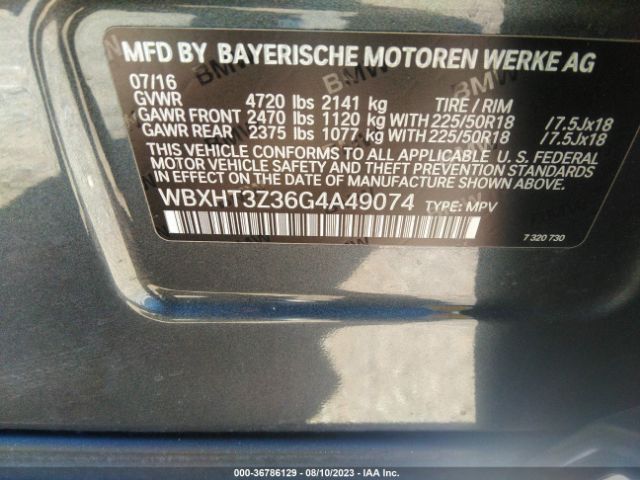 MFD BY BAYERISCHE MOTOREN WERKE AG
07/16
GVWR 4720 lbs 2141 kg TIRE / RIM
GAWR FRONT 2470 lbs 1120 kg WITH 225/50R18 /7.5Jx18
GAWR REAR 2375 lbs 1077 kg WITH 225/50R18 /7.5Jx18
THIS VEHICLE CONFORMS TO ALL APPLICABLE U. S. FEDERAL
MOTOR VEHICLE SAFETY AND THEFT PREVENTION STANDARDS
IN EFFECT ON THE DATE OF MANUFACTURE SHOWN ABOVE.
WBXHT3Z36G4A49074 TYPE: MPV
7 320 730
000-36786129 - 08/10/2023 - IAA Inc.